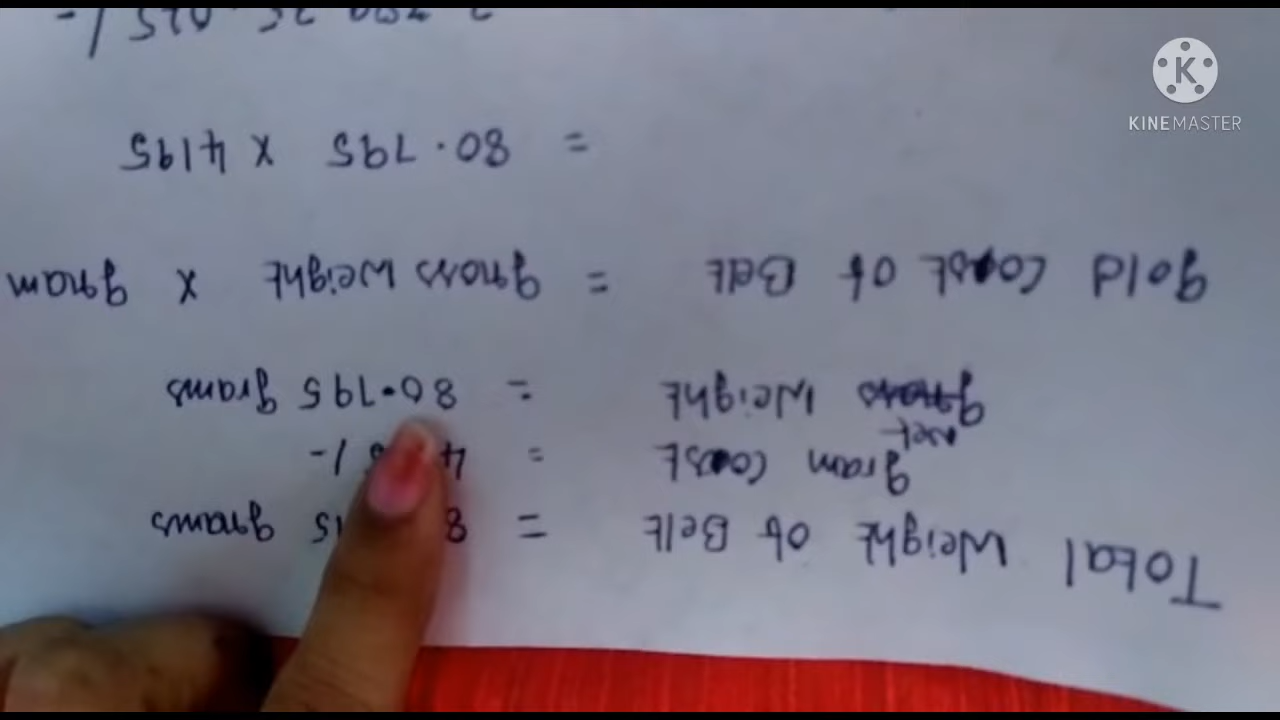 Total Weight of Belt = 8 15 grams
gram cost = 4 /-
net
gross Weight = 80.795 grams
gold cost of Belt = gross Weight x gram
= 80.795 x 4195
KINEMASTER